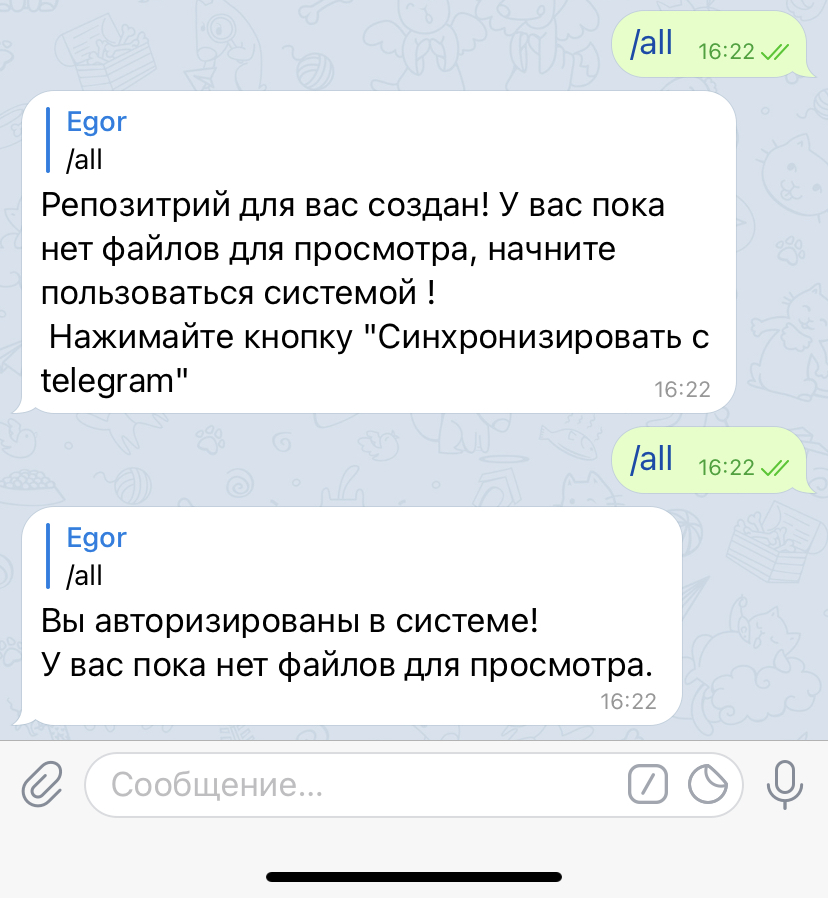 /all 16:22
Egor
/all
Репозитрий для вас создан! У вас пока
нет файлов для просмотра, начните
пользоваться системой !
Нажимайте кнопку "Синхронизировать с
telegram" 16:22
/all 16:22
Egor
/all
Вы авторизированы в системе!
У вас пока нет файлов для просмотра.
16:22
Сообщение...